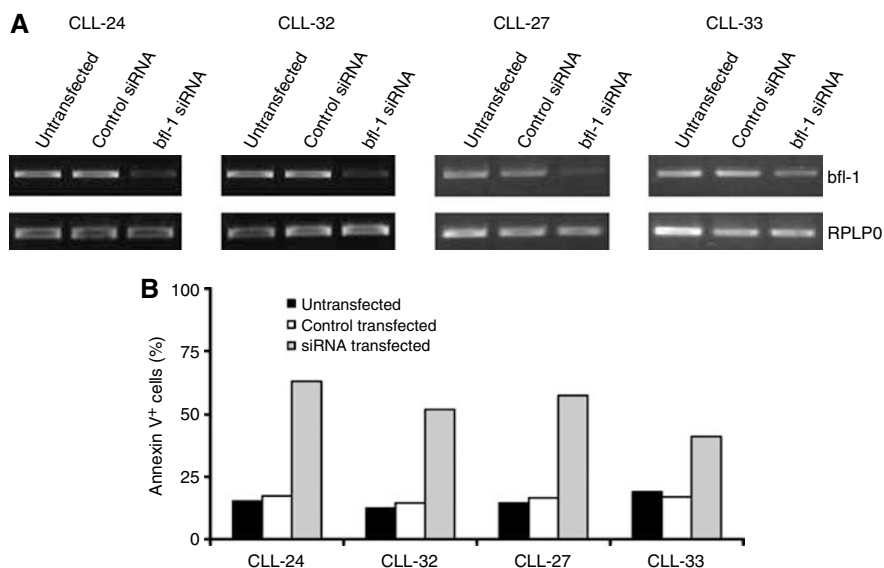 A
CLL-24 CLL-32 CLL-27 CLL-33
Untransfected Control siRNA bfl-1 siRNA Untransfected Control siRNA bfl-1 siRNA Untransfected Control siRNA bfl-1 siRNA Untransfected Control siRNA bfl-1 siRNA
bfl-1
RPLP0
B
Untransfected
Control transfected
siRNA transfected
Annexin V+ cells (%)
100
75
50
25
0
CLL-24 CLL-32 CLL-27 CLL-33